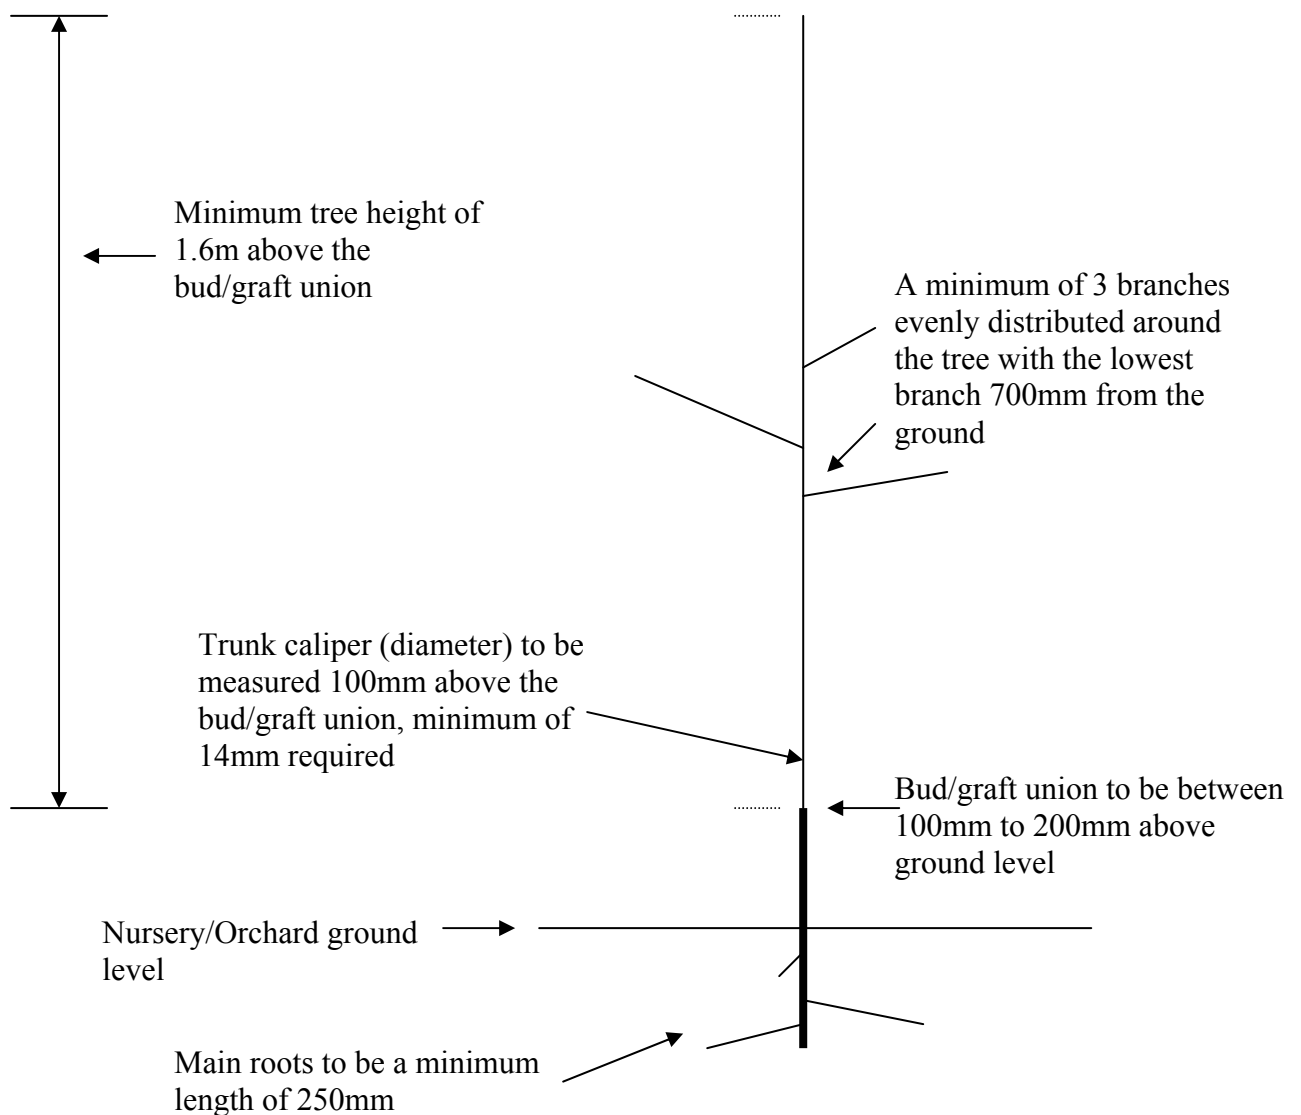 Minimum tree height of
1.6m above the
bud/graft union
A minimum of 3 branches
evenly distributed around
the tree with the lowest
branch 700mm from the
ground
Trunk caliper (diameter) to be
measured 100mm above the
bud/graft union, minimum of
14mm required
Bud/graft union to be between
100mm to 200mm above
ground level
Nursery/Orchard ground
level
Main roots to be a minimum
length of 250mm